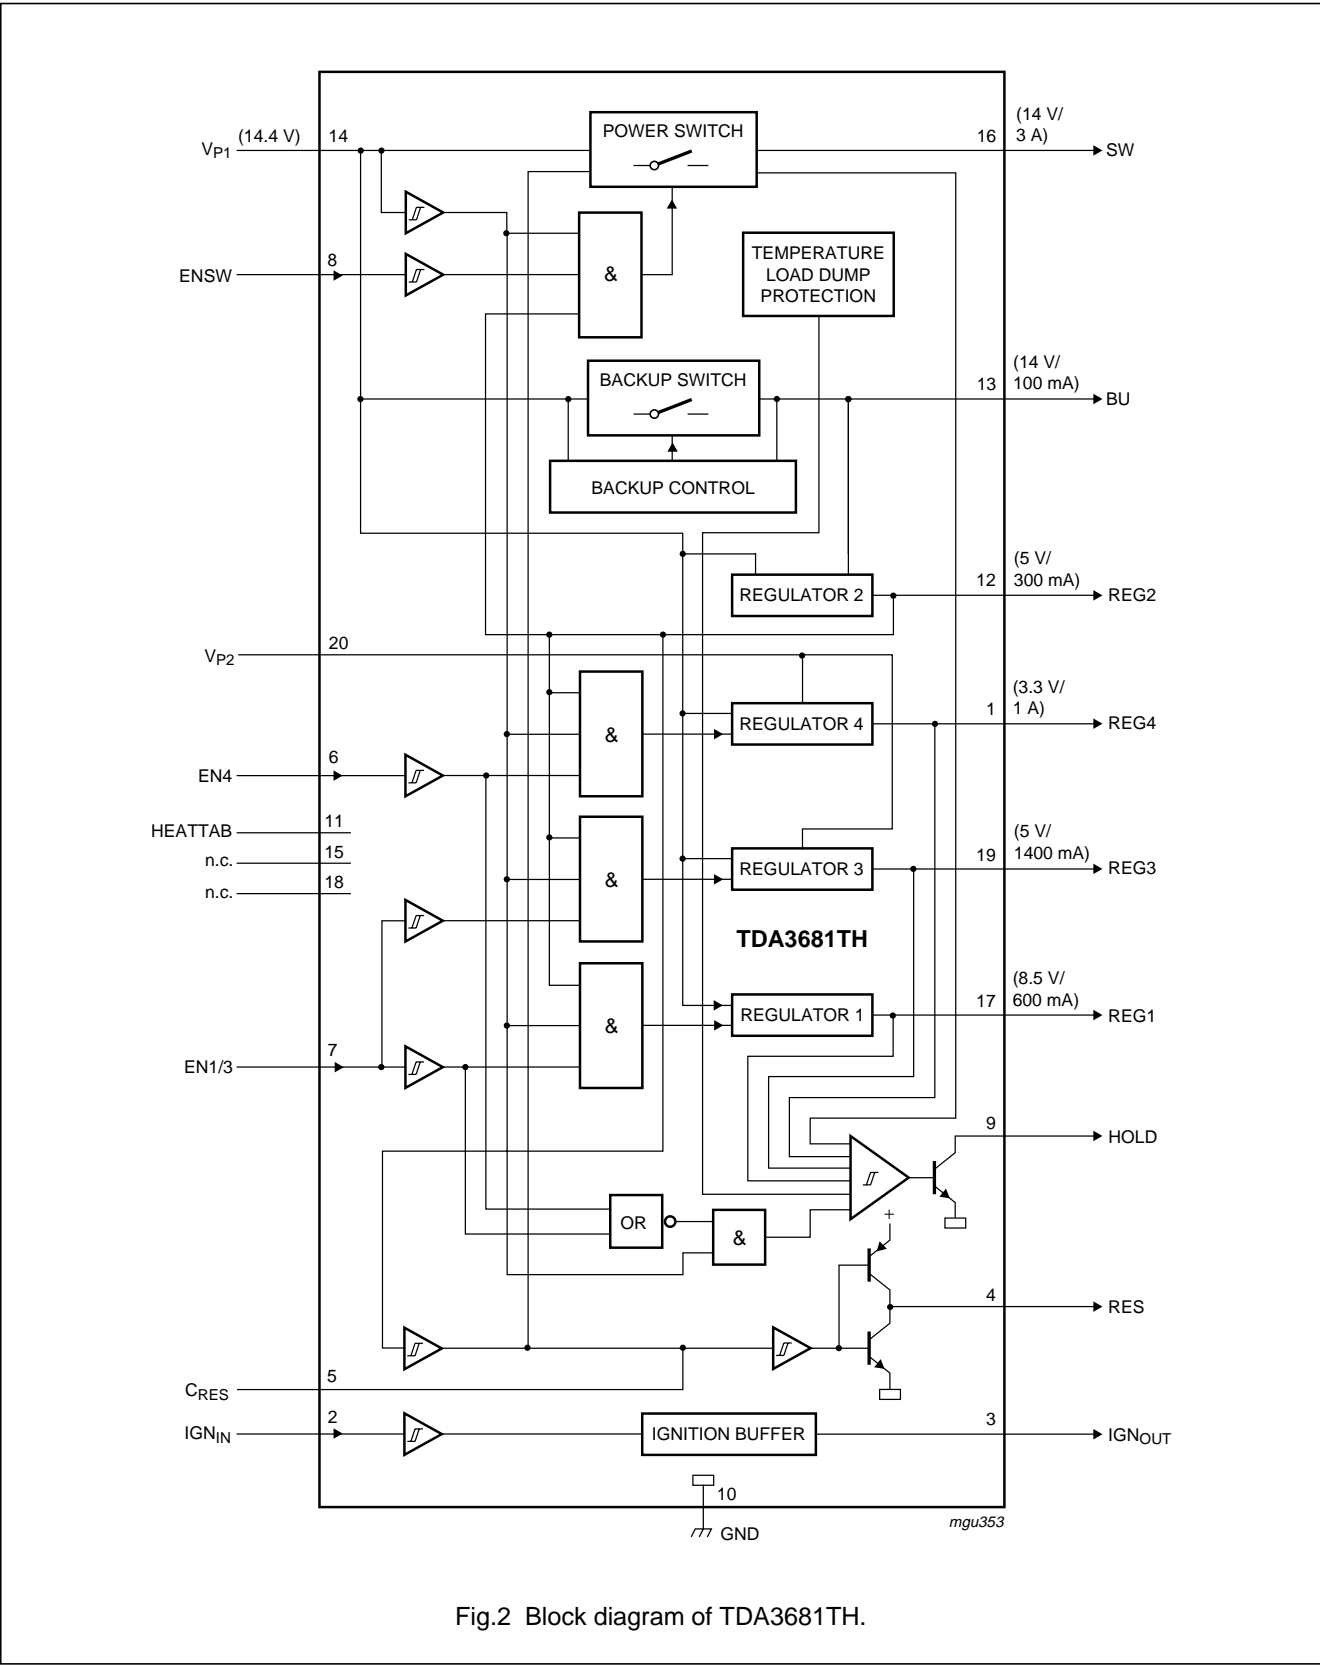 VP1 (14.4 V) 14
POWER SWITCH
16 (14 V/
3 A)
SW
ENSW 8
&
TEMPERATURE
LOAD DUMP
PROTECTION
BACKUP SWITCH
13 (14 V/
100 mA)
BU
BACKUP CONTROL
REGULATOR 2
12 (5 V/
300 mA)
REG2
VP2 20
&
REGULATOR 4
1 (3.3 V/
1 A)
REG4
EN4 6
HEATTAB 11
n.c. 15
n.c. 18
&
REGULATOR 3
19 (5 V/
1400 mA)
REG3
TDA3681TH
&
REGULATOR 1
17 (8.5 V/
600 mA)
REG1
EN1/3 7
9 HOLD
OR
&
+
4 RES
CRES 5
IGNIN 2
IGNITION BUFFER
3 IGNOUT
10
GND
mgu353
Fig.2 Block diagram of TDA3681TH.